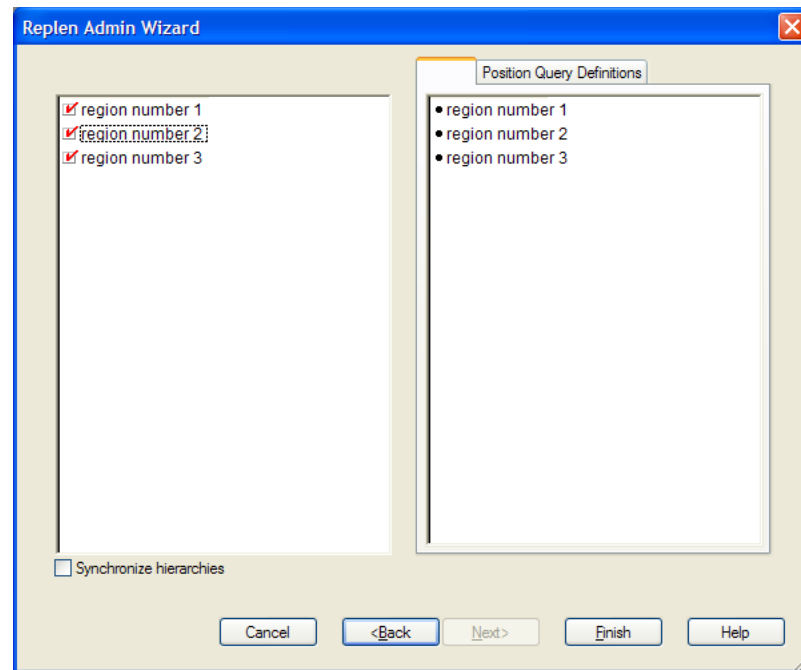 Replen Admin Wizard
Position Query Definitions
region number 1
region number 2
region number 3
region number 1
region number 2
region number 3
Synchronize hierarchies
Cancel
<Back
Next>
Finish
Help